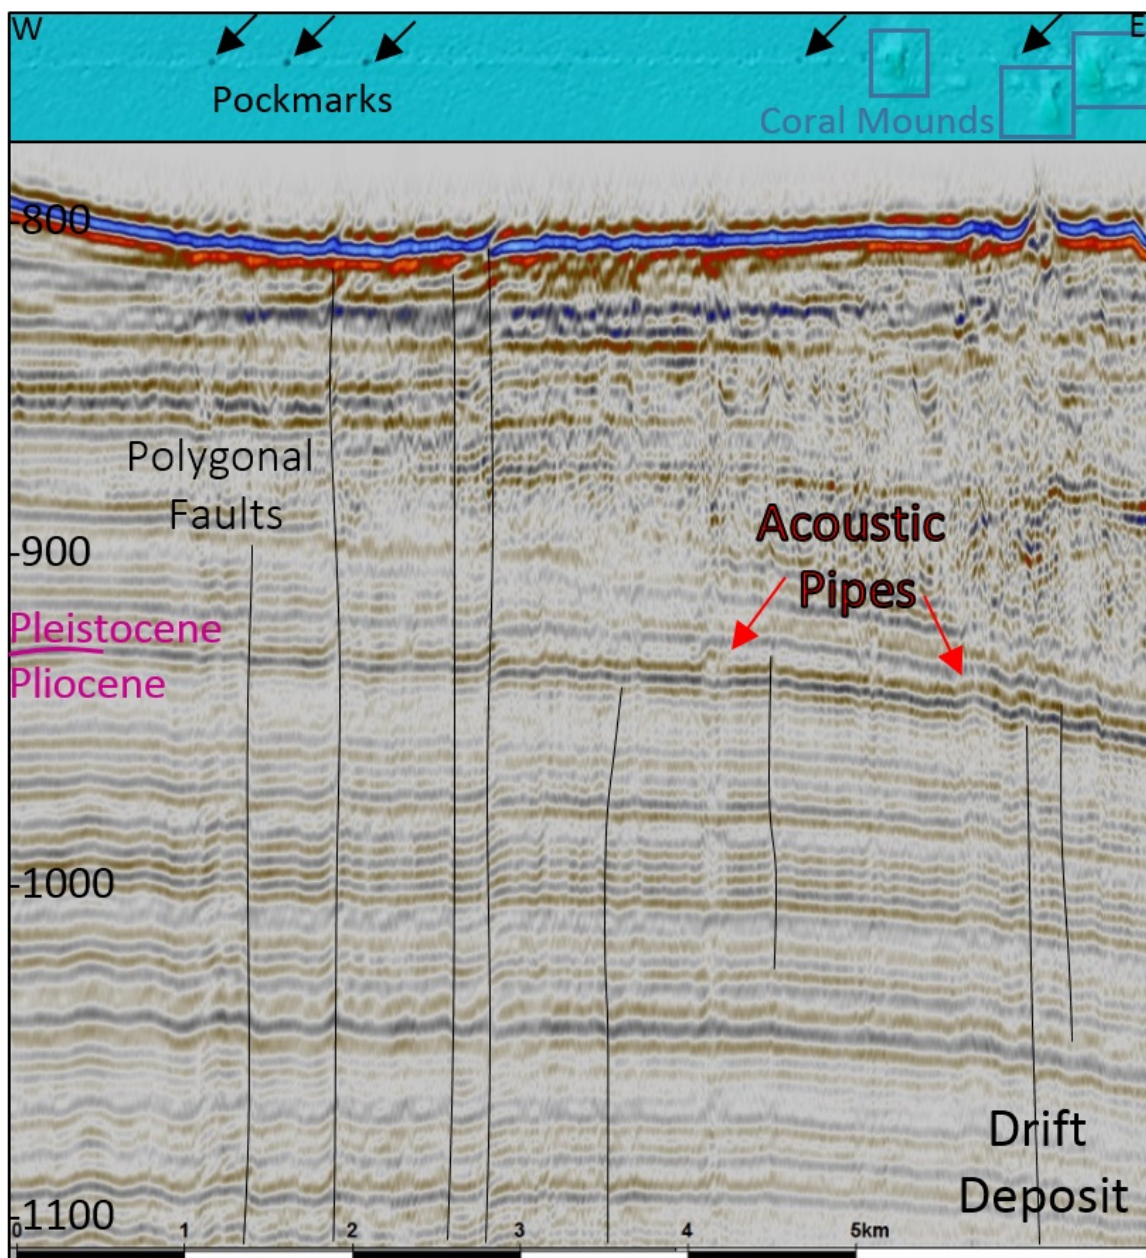 W
E
Pockmarks
Coral Mounds
-800
Polygonal
Faults
Acoustic
Pipes
-900
Pleistocene
Pliocene
-1000
Drift
Deposit
-1100
0 1 2 3 4 5km